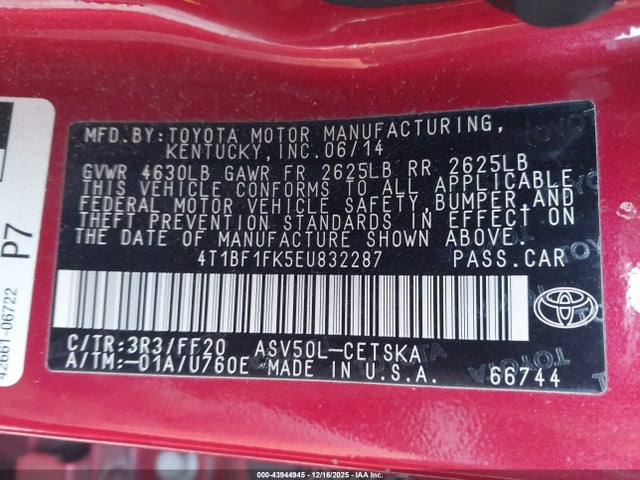 MFD.BY:TOYOTA MOTOR MANUFACTURING,
KENTUCKY,INC.06/14
GVWR 4630LB GAWR FR 2625LB RR 2625LB
THIS VEHICLE CONFORMS TO ALL APPLICABLE
FEDERAL MOTOR VEHICLE SAFETY,BUMPER,AND
THEFT PREVENTION STANDARDS IN EFFECT ON
THE DATE OF MANUFACTURE SHOWN ABOVE.
4T1BF1FK5EU832287 PASS.CAR
TOYOTA
C/TR:3R3/FF20 ASV50L-CETSKA
A/TM:-01A/U760E MADE IN U.S.A. 66744
P7
42661-06722
000-43944945 - 12/16/2025 - IAA Inc.